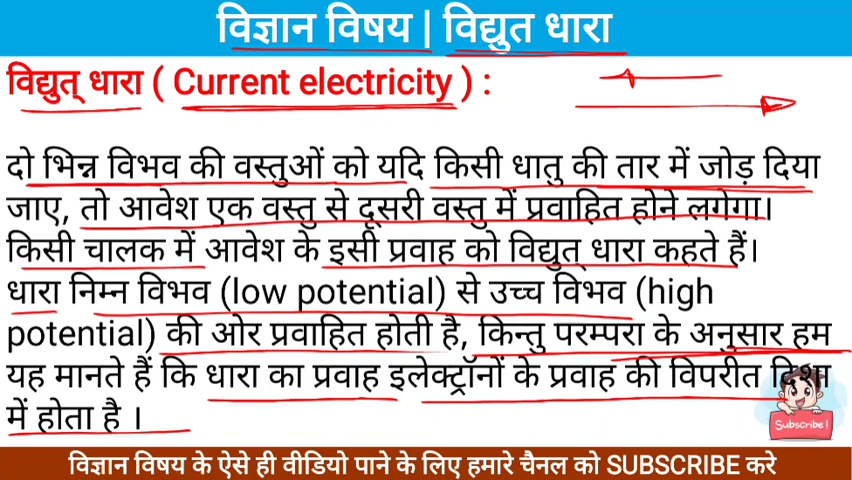 विज्ञान विषय | विद्युत धारा
विद्युत् धारा ( Current electricity ) :
दो भिन्न विभव की वस्तुओं को यदि किसी धातु की तार में जोड़ दिया
जाए, तो आवेश एक वस्तु से दूसरी वस्तु में प्रवाहित होने लगेगा।
किसी चालक में आवेश के इसी प्रवाह को विद्युत् धारा कहते हैं।
धारा निम्न विभव (low potential) से उच्च विभव (high
potential) की ओर प्रवाहित होती है, किन्तु परम्परा के अनुसार हम
यह मानते हैं कि धारा का प्रवाह इलेक्ट्रॉनों के प्रवाह की विपरीत दिशा
में होता है ।
Subscribe!
विज्ञान विषय के ऐसे ही वीडियो पाने के लिए हमारे चैनल को SUBSCRIBE करे